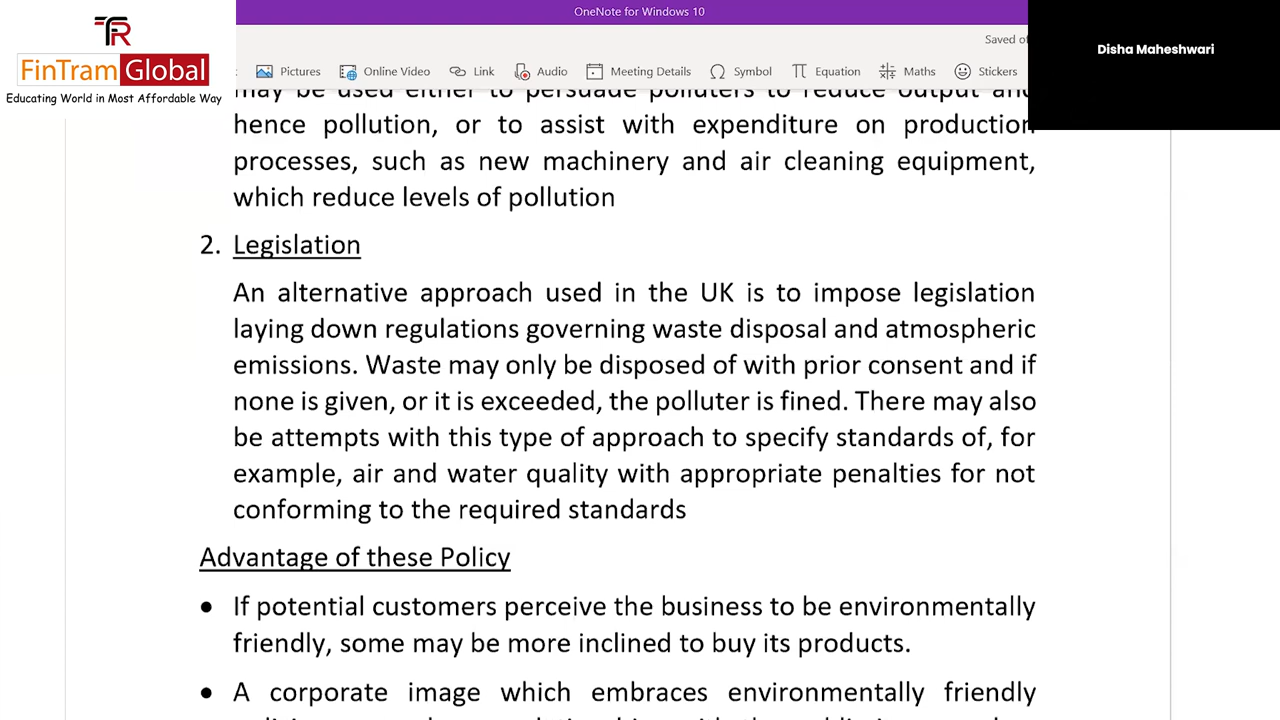 OneNote for Windows 10
TR
FinTram Global
Educating World in Most Affordable Way
Saved of
Disha Maheshwari
Pictures Online Video Link Audio Meeting Details Symbol Equation Maths Stickers
may be used either to persuade polluters to reduce output and
hence pollution, or to assist with expenditure on production
processes, such as new machinery and air cleaning equipment,
which reduce levels of pollution
2. Legislation
An alternative approach used in the UK is to impose legislation
laying down regulations governing waste disposal and atmospheric
emissions. Waste may only be disposed of with prior consent and if
none is given, or it is exceeded, the polluter is fined. There may also
be attempts with this type of approach to specify standards of, for
example, air and water quality with appropriate penalties for not
conforming to the required standards
Advantage of these Policy
• If potential customers perceive the business to be environmentally
friendly, some may be more inclined to buy its products.
• A corporate image which embraces environmentally friendly